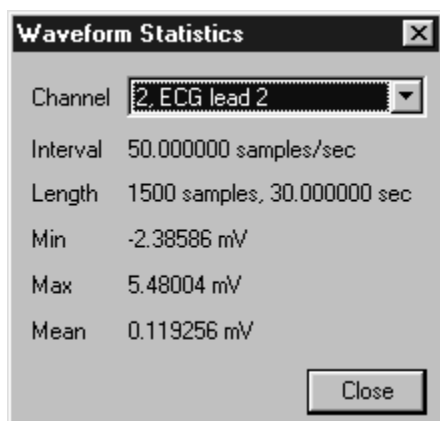 Waveform Statistics
Channel 2, ECG lead 2
Interval 50.000000 samples/sec
Length 1500 samples, 30.000000 sec
Min -2.38586 mV
Max 5.48004 mV
Mean 0.119256 mV
Close